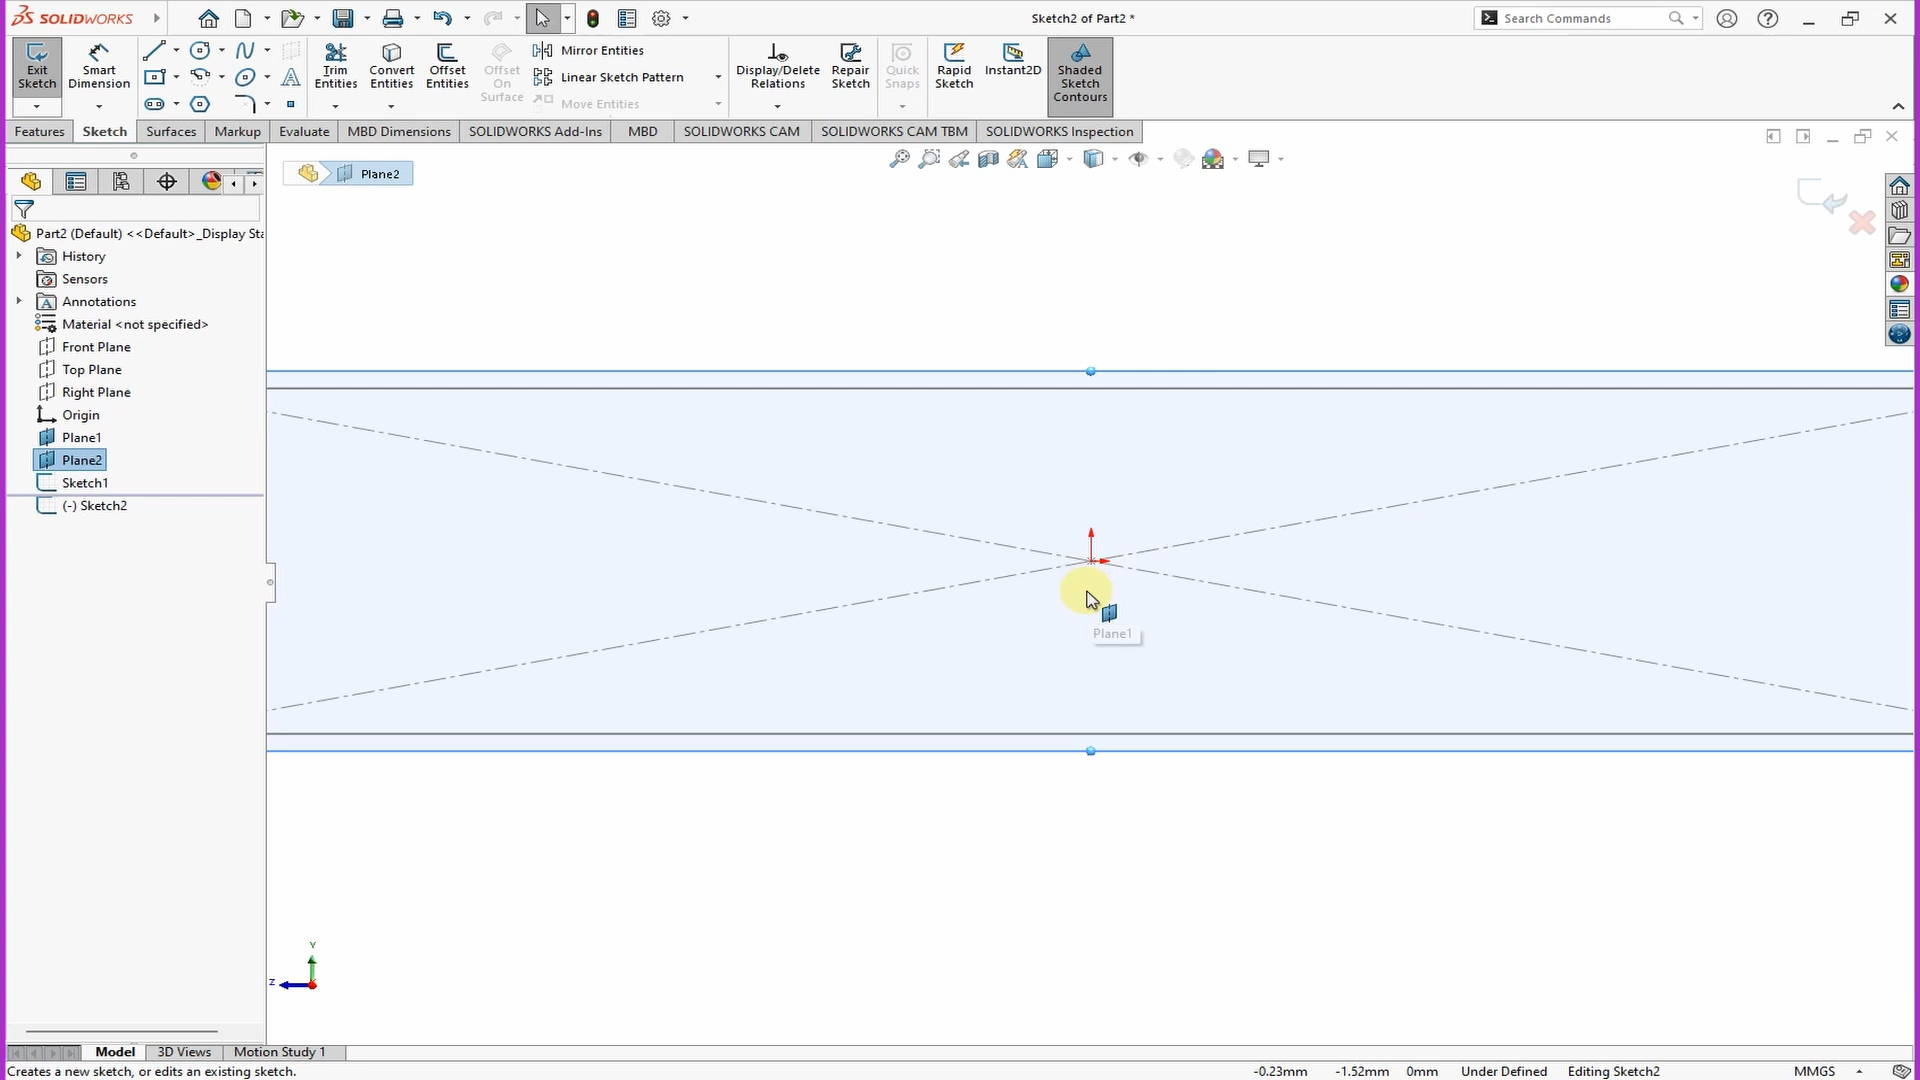 SOLIDWORKS
Sketch2 of Part2 *
Search Commands
Exit Sketch
Smart Dimension
Trim Entities
Convert Entities
Offset Entities
Offset On Surface
Mirror Entities
Linear Sketch Pattern
Move Entities
Display/Delete Relations
Repair Sketch
Quick Snaps
Rapid Sketch
Instant2D
Shaded Sketch Contours
Features
Sketch
Surfaces
Markup
Evaluate
MBD Dimensions
SOLIDWORKS Add-Ins
MBD
SOLIDWORKS CAM
SOLIDWORKS CAM TBM
SOLIDWORKS Inspection
Plane2
Part2 (Default) <<Default>_Display Sta
History
Sensors
Annotations
Material <not specified>
Front Plane
Top Plane
Right Plane
Origin
Plane1
Plane2
Sketch1
(-) Sketch2
Plane1
Y
Z
Model
3D Views
Motion Study 1
Creates a new sketch, or edits an existing sketch.
-0.23mm
-1.52mm
0mm
Under Defined
Editing Sketch2
MMGS